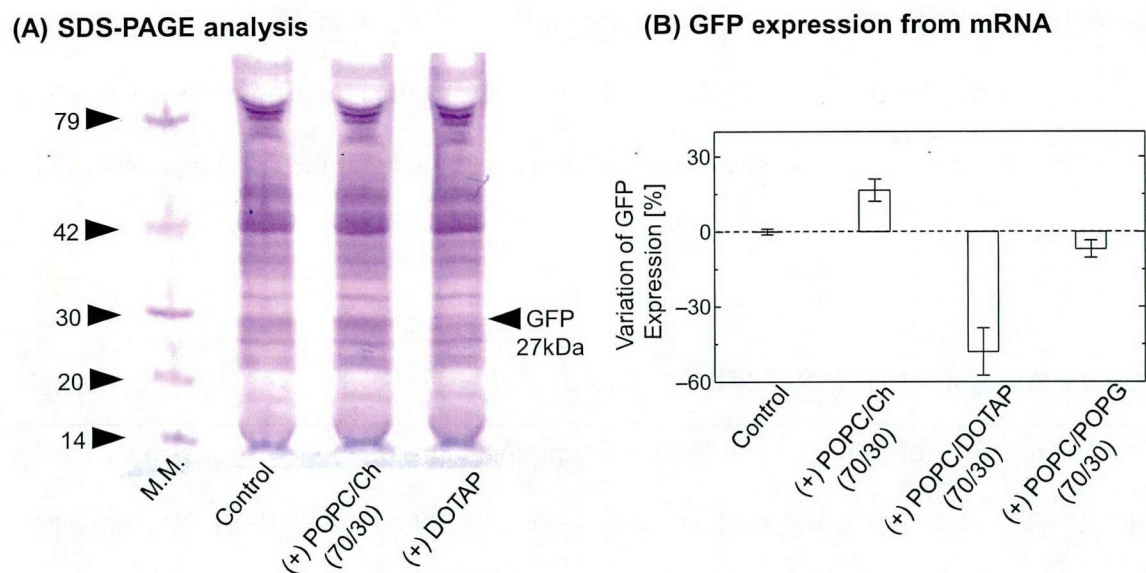 (A) SDS-PAGE analysis
79
42
30
20
14
GFP
27kDa
M.M.
Control
(+) POPC/Ch
(70/30)
(+) DOTAP
(B) GFP expression from mRNA
Variation of GFP
Expression [%]
30
0
−30
−60
Control
(+) POPC/Ch
(70/30)
(+) POPC/DOTAP
(70/30)
(+) POPC/POPG
(70/30)